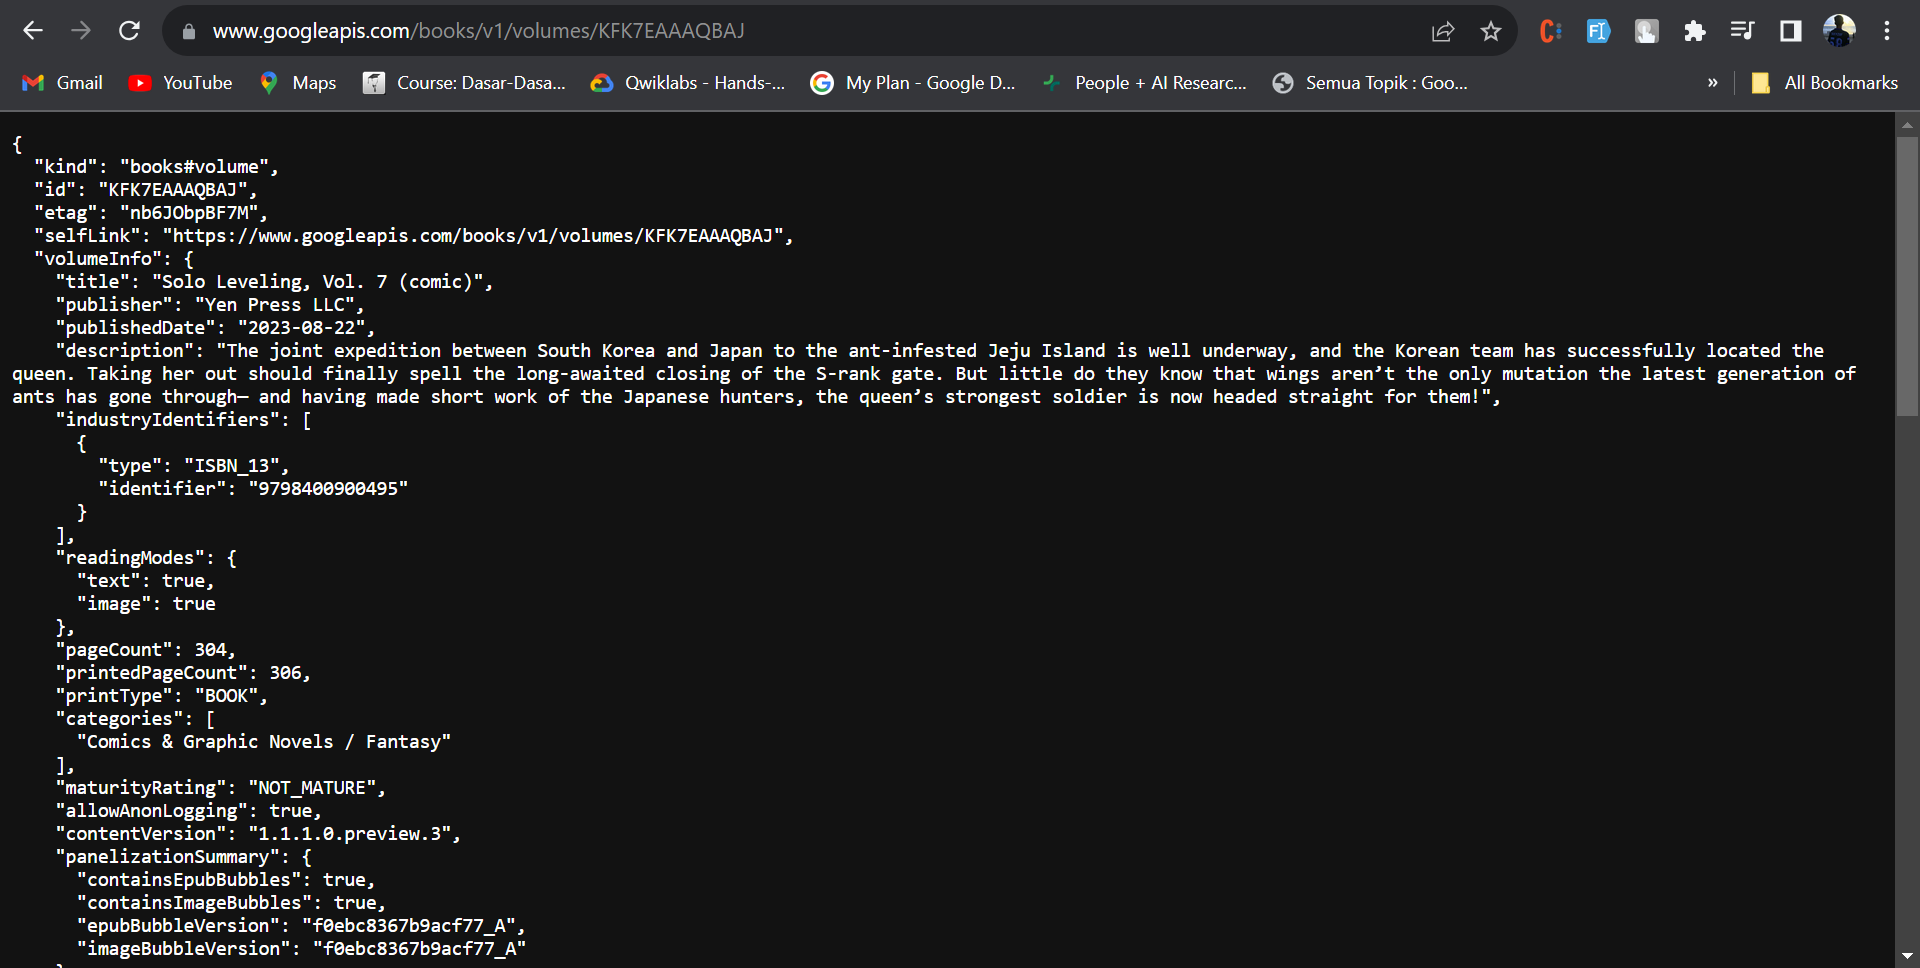 www.googleapis.com/books/v1/volumes/KFK7EAAAQBAJ
Gmail YouTube Maps Course: Dasar-Dasa... Qwiklabs - Hands-... My Plan - Google D... People + AI Researc... Semua Topik : Goo... » All Bookmarks
{
  "kind": "books#volume",
  "id": "KFK7EAAAQBAJ",
  "etag": "nb6JObpBF7M",
  "selfLink": "https://www.googleapis.com/books/v1/volumes/KFK7EAAAQBAJ",
  "volumeInfo": {
    "title": "Solo Leveling, Vol. 7 (comic)",
    "publisher": "Yen Press LLC",
    "publishedDate": "2023-08-22",
    "description": "The joint expedition between South Korea and Japan to the ant-infested Jeju Island is well underway, and the Korean team has successfully located the
queen. Taking her out should finally spell the long-awaited closing of the S-rank gate. But little do they know that wings aren’t the only mutation the latest generation of
ants has gone through— and having made short work of the Japanese hunters, the queen’s strongest soldier is now headed straight for them!",
    "industryIdentifiers": [
      {
        "type": "ISBN_13",
        "identifier": "9798400900495"
      }
    ],
    "readingModes": {
      "text": true,
      "image": true
    },
    "pageCount": 304,
    "printedPageCount": 306,
    "printType": "BOOK",
    "categories": [
      "Comics & Graphic Novels / Fantasy"
    ],
    "maturityRating": "NOT_MATURE",
    "allowAnonLogging": true,
    "contentVersion": "1.1.1.0.preview.3",
    "panelizationSummary": {
      "containsEpubBubbles": true,
      "containsImageBubbles": true,
      "epubBubbleVersion": "f0ebc8367b9acf77_A",
      "imageBubbleVersion": "f0ebc8367b9acf77_A"